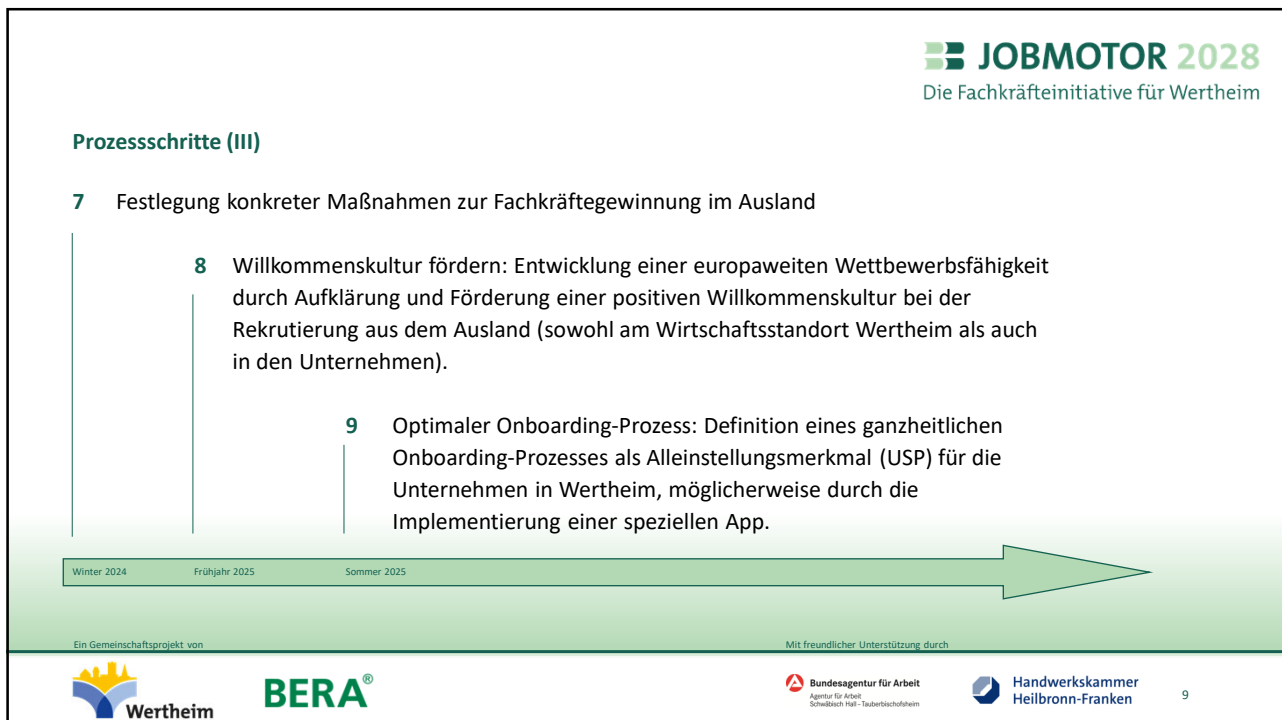 JOBMOTOR 2028
Die Fachkräfteinitiative für Wertheim
Prozessschritte (III)
7 Festlegung konkreter Maßnahmen zur Fachkräftegewinnung im Ausland
8 Willkommenskultur fördern: Entwicklung einer europaweiten Wettbewerbsfähigkeit
durch Aufklärung und Förderung einer positiven Willkommenskultur bei der
Rekrutierung aus dem Ausland (sowohl am Wirtschaftsstandort Wertheim als auch
in den Unternehmen).
9 Optimaler Onboarding-Prozess: Definition eines ganzheitlichen
Onboarding-Prozesses als Alleinstellungsmerkmal (USP) für die
Unternehmen in Wertheim, möglicherweise durch die
Implementierung einer speziellen App.
Winter 2024 Frühjahr 2025 Sommer 2025
Ein Gemeinschaftsprojekt von Mit freundlicher Unterstützung durch
Wertheim
BERA®
Bundesagentur für Arbeit
Agentur für Arbeit
Schwäbisch Hall - Tauberbischofsheim
Handwerkskammer
Heilbronn-Franken
9